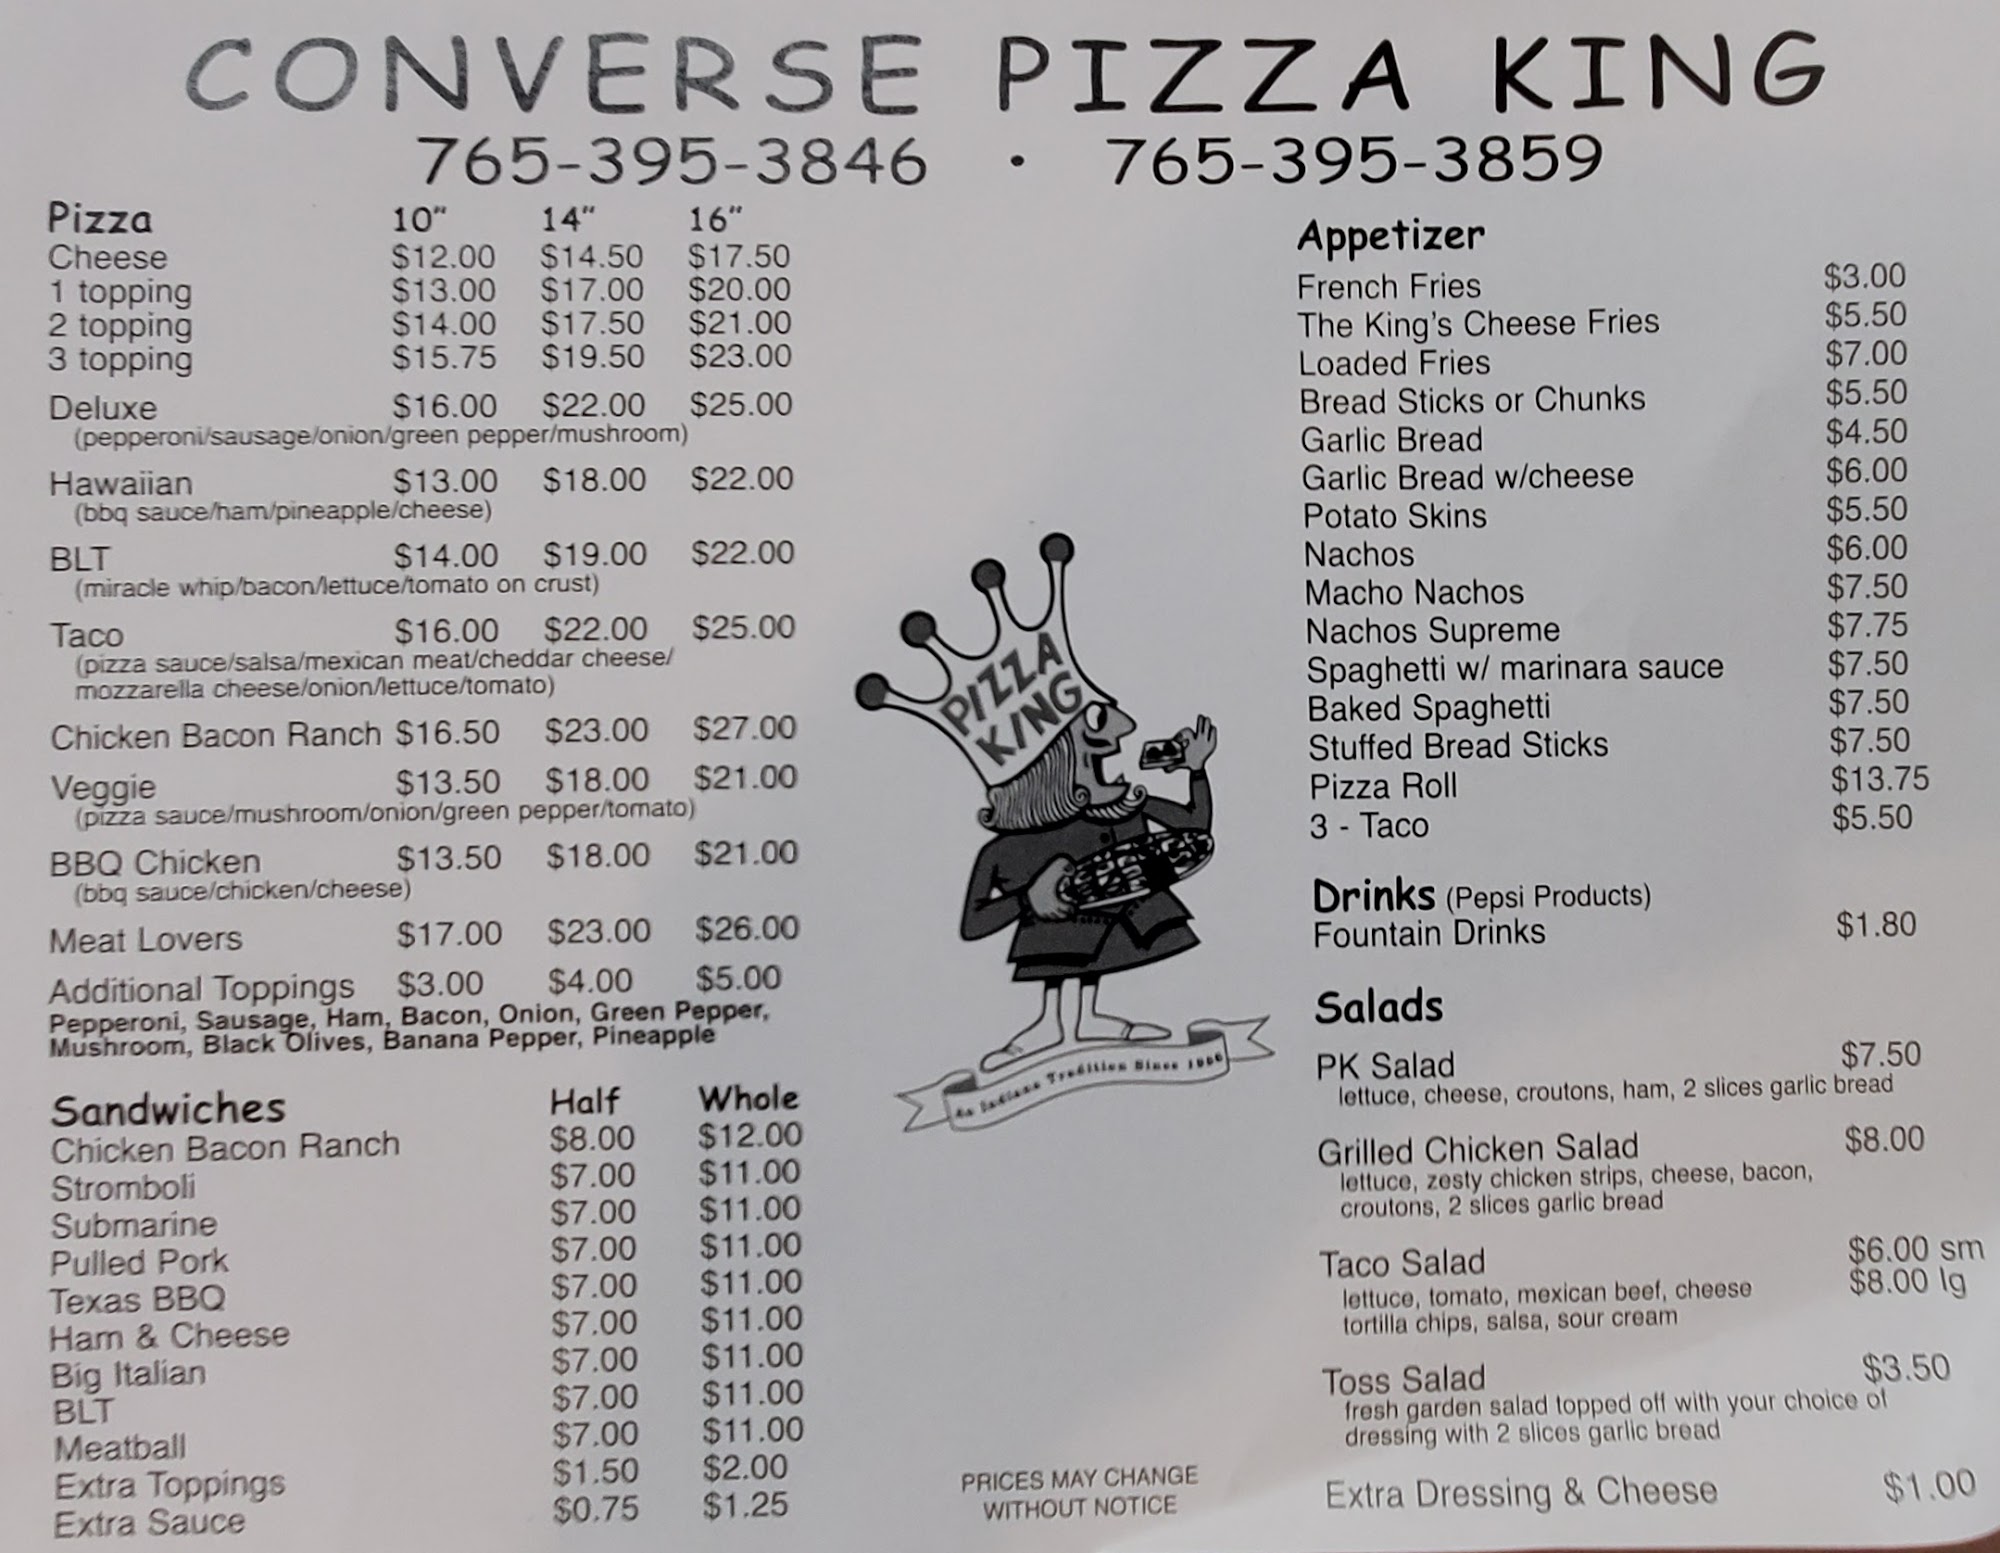 CONVERSE PIZZA KING
765-395-3846 · 765-395-3859
Pizza 10" 14" 16"
Cheese $12.00 $14.50 $17.50
1 topping $13.00 $17.00 $20.00
2 topping $14.00 $17.50 $21.00
3 topping $15.75 $19.50 $23.00
Deluxe $16.00 $22.00 $25.00
(pepperoni/sausage/onion/green pepper/mushroom)
Hawaiian $13.00 $18.00 $22.00
(bbq sauce/ham/pineapple/cheese)
BLT $14.00 $19.00 $22.00
(miracle whip/bacon/lettuce/tomato on crust)
Taco $16.00 $22.00 $25.00
(pizza sauce/salsa/mexican meat/cheddar cheese/
mozzarella cheese/onion/lettuce/tomato)
Chicken Bacon Ranch $16.50 $23.00 $27.00
Veggie $13.50 $18.00 $21.00
(pizza sauce/mushroom/onion/green pepper/tomato)
BBQ Chicken $13.50 $18.00 $21.00
(bbq sauce/chicken/cheese)
Meat Lovers $17.00 $23.00 $26.00
Additional Toppings $3.00 $4.00 $5.00
Pepperoni, Sausage, Ham, Bacon, Onion, Green Pepper,
Mushroom, Black Olives, Banana Pepper, Pineapple
Sandwiches Half Whole
Chicken Bacon Ranch $8.00 $12.00
Stromboli $7.00 $11.00
Submarine $7.00 $11.00
Pulled Pork $7.00 $11.00
Texas BBQ $7.00 $11.00
Ham & Cheese $7.00 $11.00
Big Italian $7.00 $11.00
BLT $7.00 $11.00
Meatball $7.00 $11.00
Extra Toppings $1.50 $2.00
Extra Sauce $0.75 $1.25
PIZZA
KING
An Indiana Tradition Since 1956
PRICES MAY CHANGE
WITHOUT NOTICE
Appetizer
French Fries $3.00
The King's Cheese Fries $5.50
Loaded Fries $7.00
Bread Sticks or Chunks $5.50
Garlic Bread $4.50
Garlic Bread w/cheese $6.00
Potato Skins $5.50
Nachos $6.00
Macho Nachos $7.50
Nachos Supreme $7.75
Spaghetti w/ marinara sauce $7.50
Baked Spaghetti $7.50
Stuffed Bread Sticks $7.50
Pizza Roll $13.75
3 - Taco $5.50
Drinks (Pepsi Products)
Fountain Drinks $1.80
Salads
PK Salad $7.50
lettuce, cheese, croutons, ham, 2 slices garlic bread
Grilled Chicken Salad $8.00
lettuce, zesty chicken strips, cheese, bacon,
croutons, 2 slices garlic bread
Taco Salad $6.00 sm
$8.00 lg
lettuce, tomato, mexican beef, cheese
tortilla chips, salsa, sour cream
Toss Salad $3.50
fresh garden salad topped off with your choice of
dressing with 2 slices garlic bread
Extra Dressing & Cheese $1.00